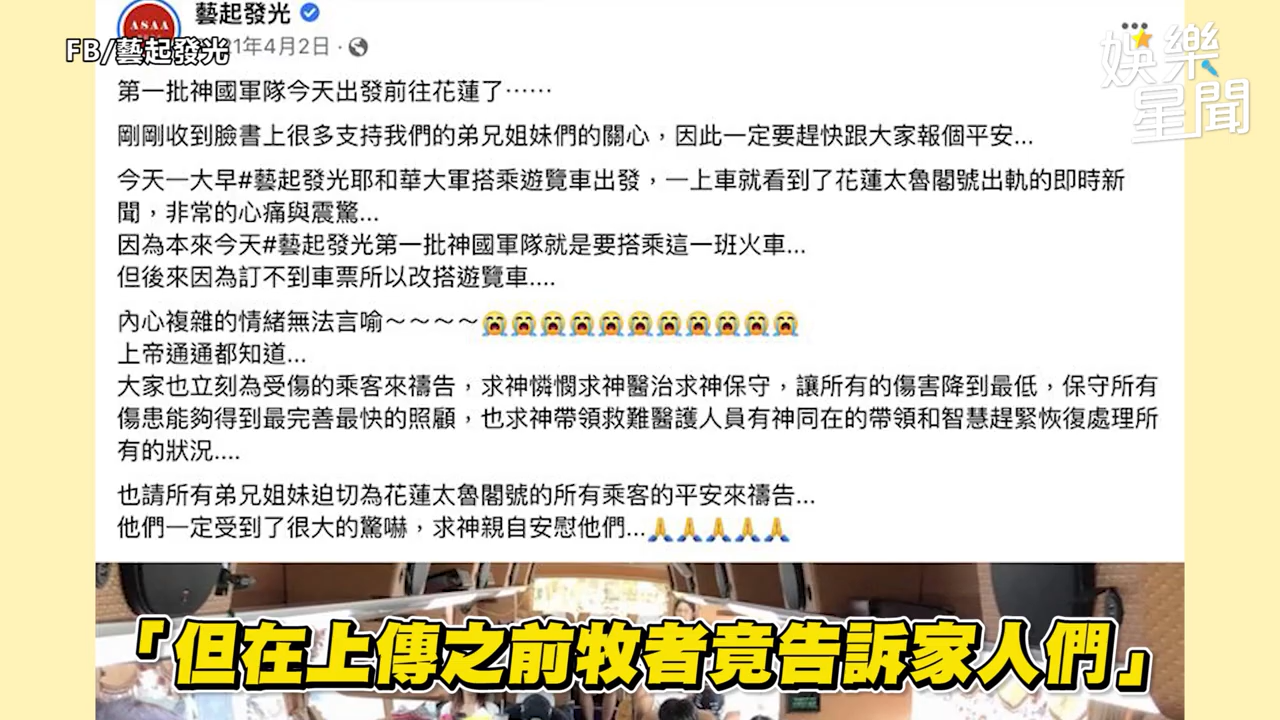 ASAA
藝起發光
FB/藝起發光
21年4月2日
娛樂
星聞
第一批神國軍隊今天出發前往花蓮了……
剛剛收到臉書上很多支持我們的弟兄姐妹們的關心，因此一定要趕快跟大家報個平安...
今天一大早#藝起發光耶和華大軍搭乘遊覽車出發，一上車就看到了花蓮太魯閣號出軌的即時新
聞，非常的心痛與震驚...
因為本來今天#藝起發光第一批神國軍隊就是要搭乘這一班火車...
但後來因為訂不到車票所以改搭遊覽車....
內心複雜的情緒無法言喻～～～～😭😭😭😭😭😭😭😭😭😭😭
上帝通通都知道...
大家也立刻為受傷的乘客來禱告，求神憐憫求神醫治求神保守，讓所有的傷害降到最低，保守所有
傷患能夠得到最完善最快的照顧，也求神帶領救難醫護人員有神同在的帶領和智慧趕緊恢復處理所
有的狀況....
也請所有弟兄姐妹迫切為花蓮太魯閣號的所有乘客的平安來禱告...
他們一定受到了很大的驚嚇，求神親自安慰他們...🙏🙏🙏🙏🙏
「但在上傳之前牧者竟告訴家人們」